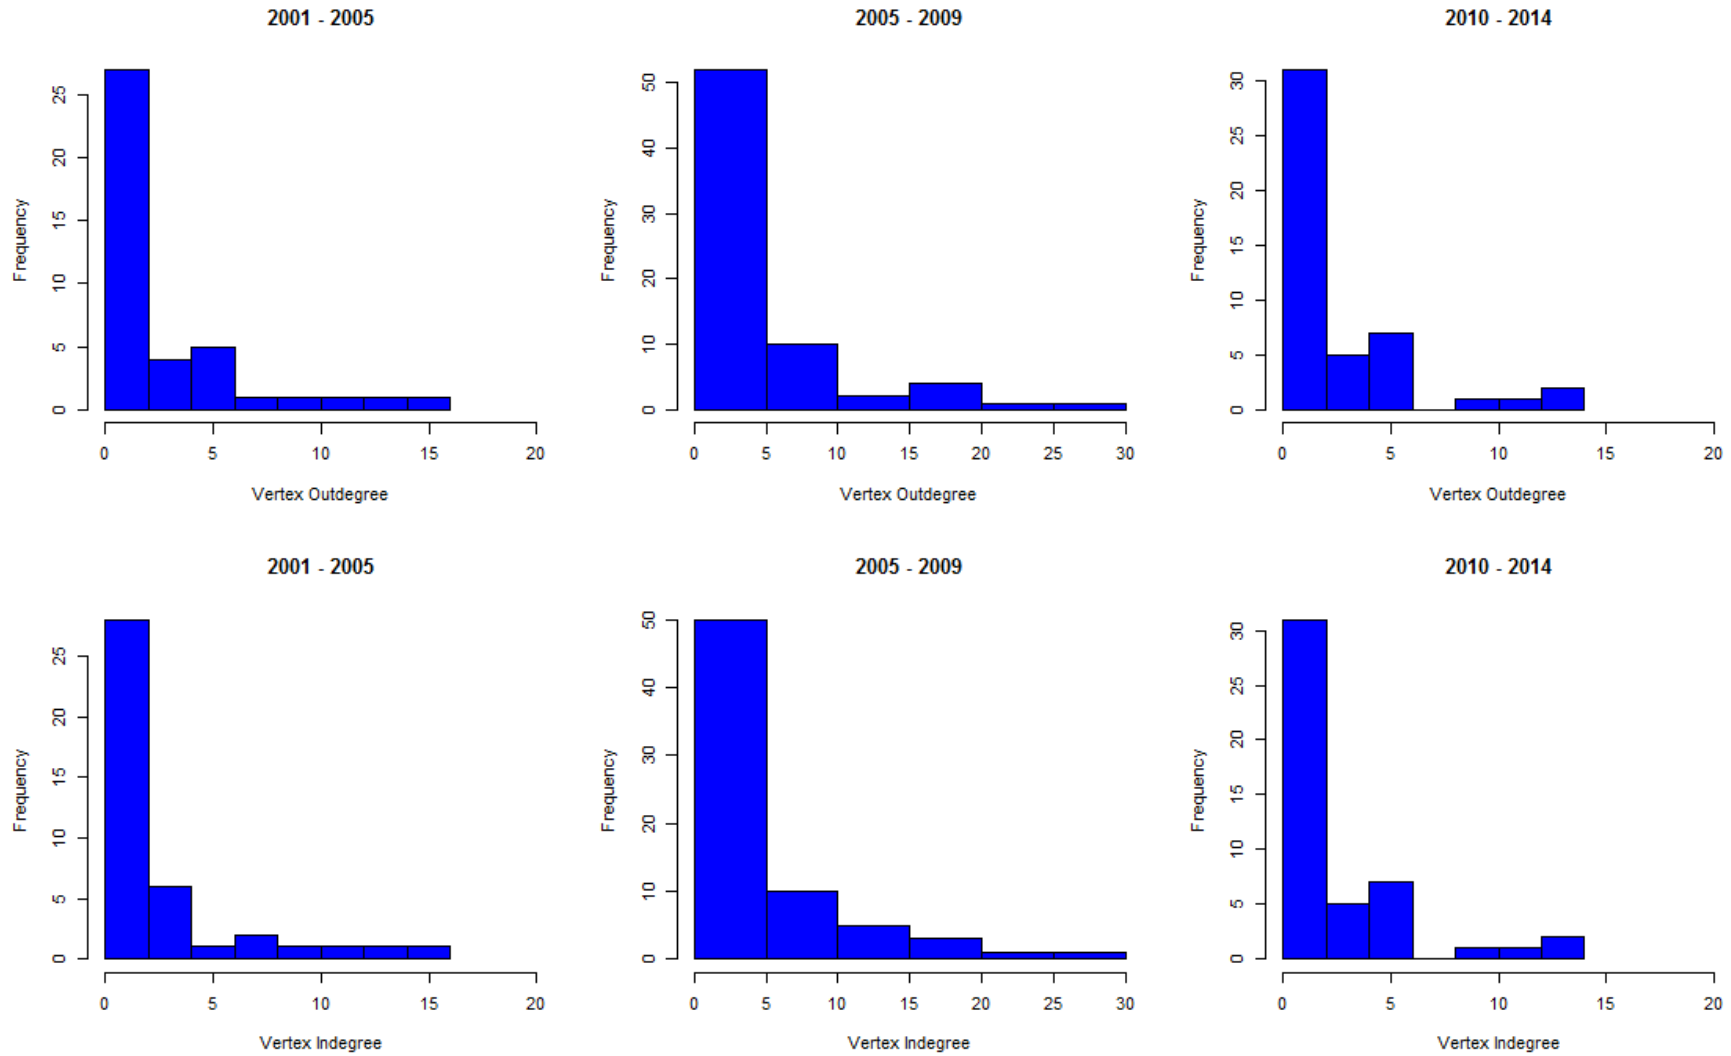 2001 - 2005
Frequency
0 5 10 15 20 25
0 5 10 15 20
Vertex Outdegree
2005 - 2009
Frequency
0 10 20 30 40 50
0 5 10 15 20 25 30
Vertex Outdegree
2010 - 2014
Frequency
0 5 10 15 20 25 30
0 5 10 15 20
Vertex Outdegree
2001 - 2005
Frequency
0 5 10 15 20 25
0 5 10 15 20
Vertex Indegree
2005 - 2009
Frequency
0 10 20 30 40 50
0 5 10 15 20 25 30
Vertex Indegree
2010 - 2014
Frequency
0 5 10 15 20 25 30
0 5 10 15 20
Vertex Indegree